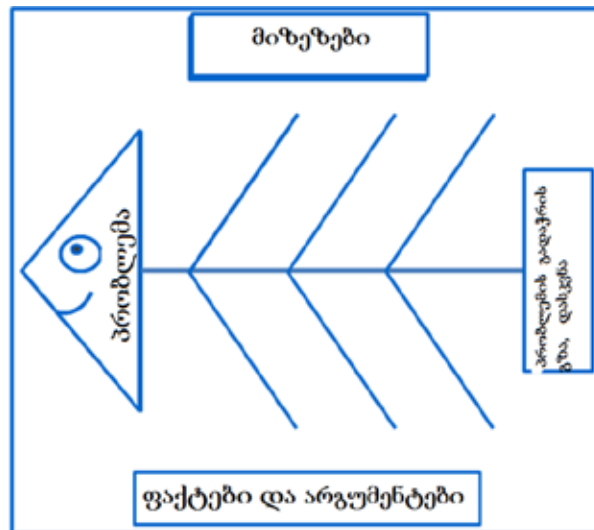 მიზეზები
პრობლემა
პრობლემის გადაჭრის
გზა, დასკვნა
ფაქტები და არგუმენტები